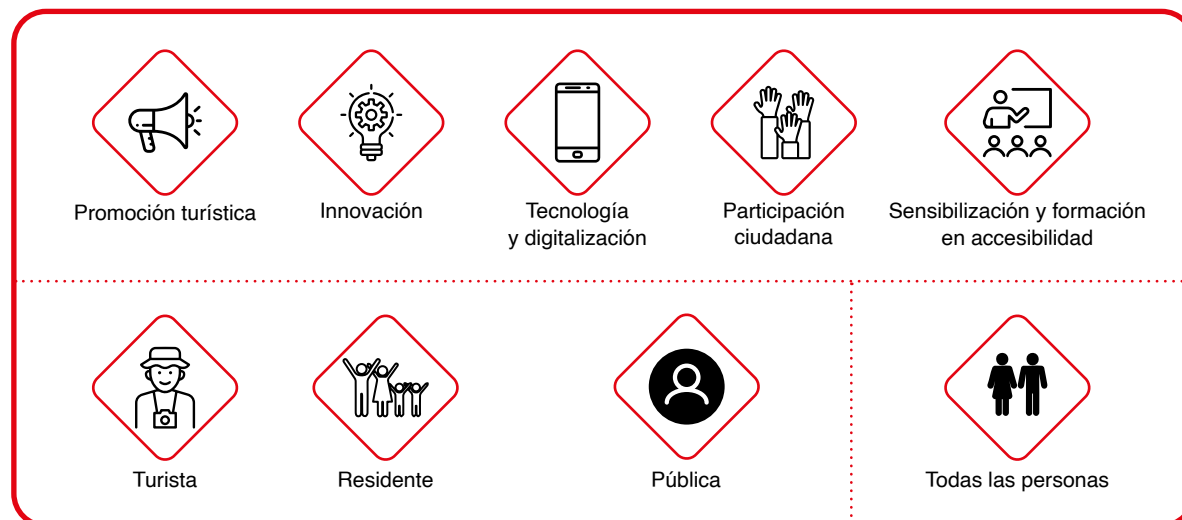 Promoción turística
Innovación
Tecnología
y digitalización
Participación
ciudadana
Sensibilización y formación
en accesibilidad
Turista
Residente
Pública
Todas las personas